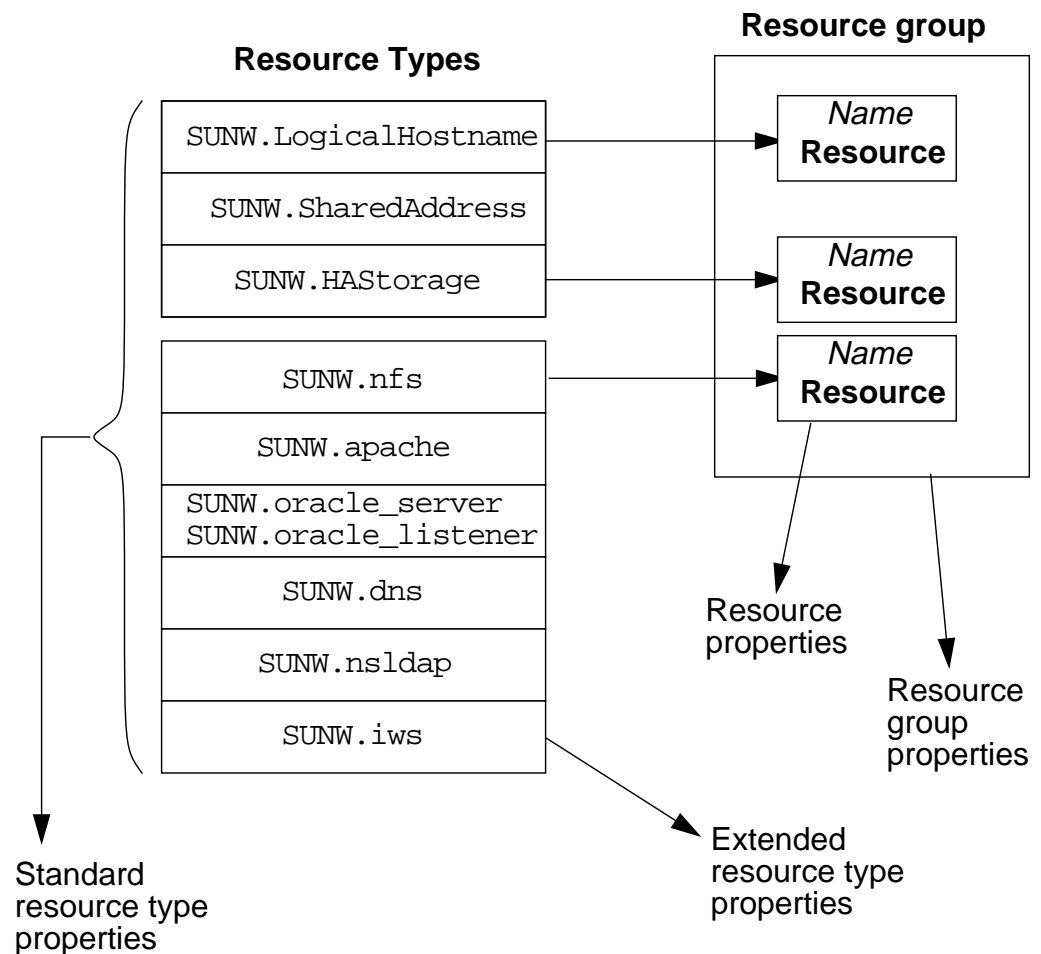 Resource group
Resource Types
SUNW.LogicalHostname
SUNW.SharedAddress
SUNW.HAStorage
SUNW.nfs
SUNW.apache
SUNW.oracle_server
SUNW.oracle_listener
SUNW.dns
SUNW.nsldap
SUNW.iws
Name
Resource
Name
Resource
Name
Resource
Resource
properties
Resource
group
properties
Extended
resource type
properties
Standard
resource type
properties